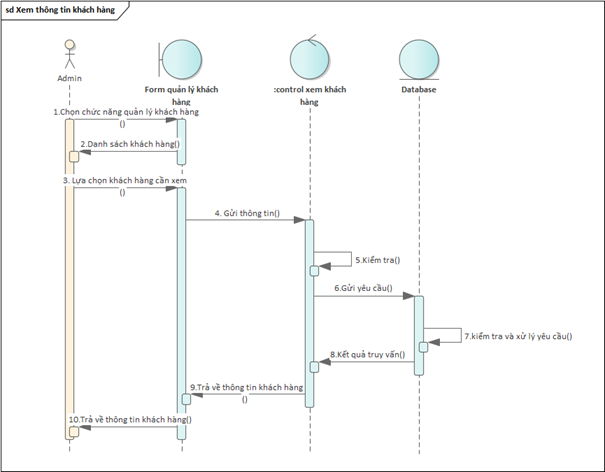 sd Xem thông tin khách hàng
Admin
Form quản lý khách
hàng
:control xem khách
hàng
Database
1.Chọn chức năng quản lý khách hàng
()
2.Danh sách khách hàng()
3. Lựa chọn khách hàng cần xem
()
4. Gửi thông tin()
5.Kiểm tra()
6.Gửi yêu cầu()
7.kiểm tra và xử lý yêu cầu()
8.Kết quả truy vấn()
9.Trả về thông tin khách hàng
()
10.Trả về thông tin khách hàng()